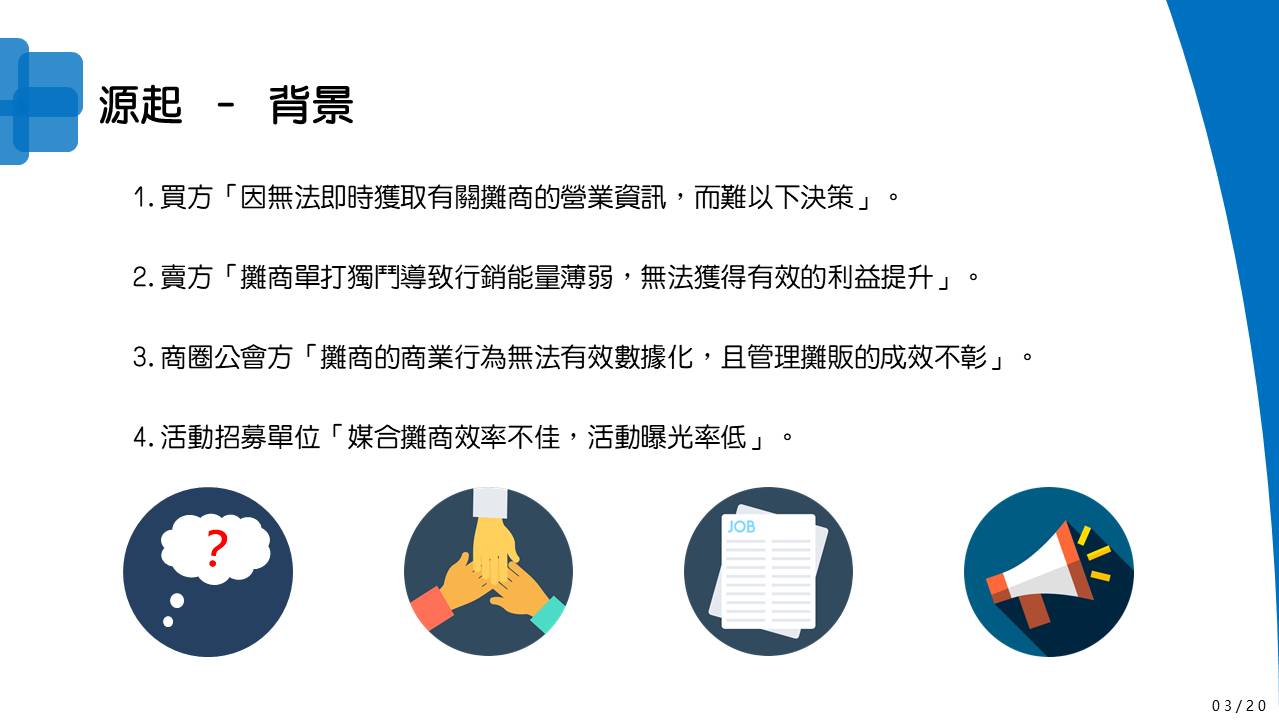 源起 - 背景
1.買方「因無法即時獲取有關攤商的營業資訊，而難以下決策」。
2.賣方「攤商單打獨鬥導致行銷能量薄弱，無法獲得有效的利益提升」。
3.商圈公會方「攤商的商業行為無法有效數據化，且管理攤販的成效不彰」。
4.活動招募單位「媒合攤商效率不佳，活動曝光率低」。
?
JOB
03/20